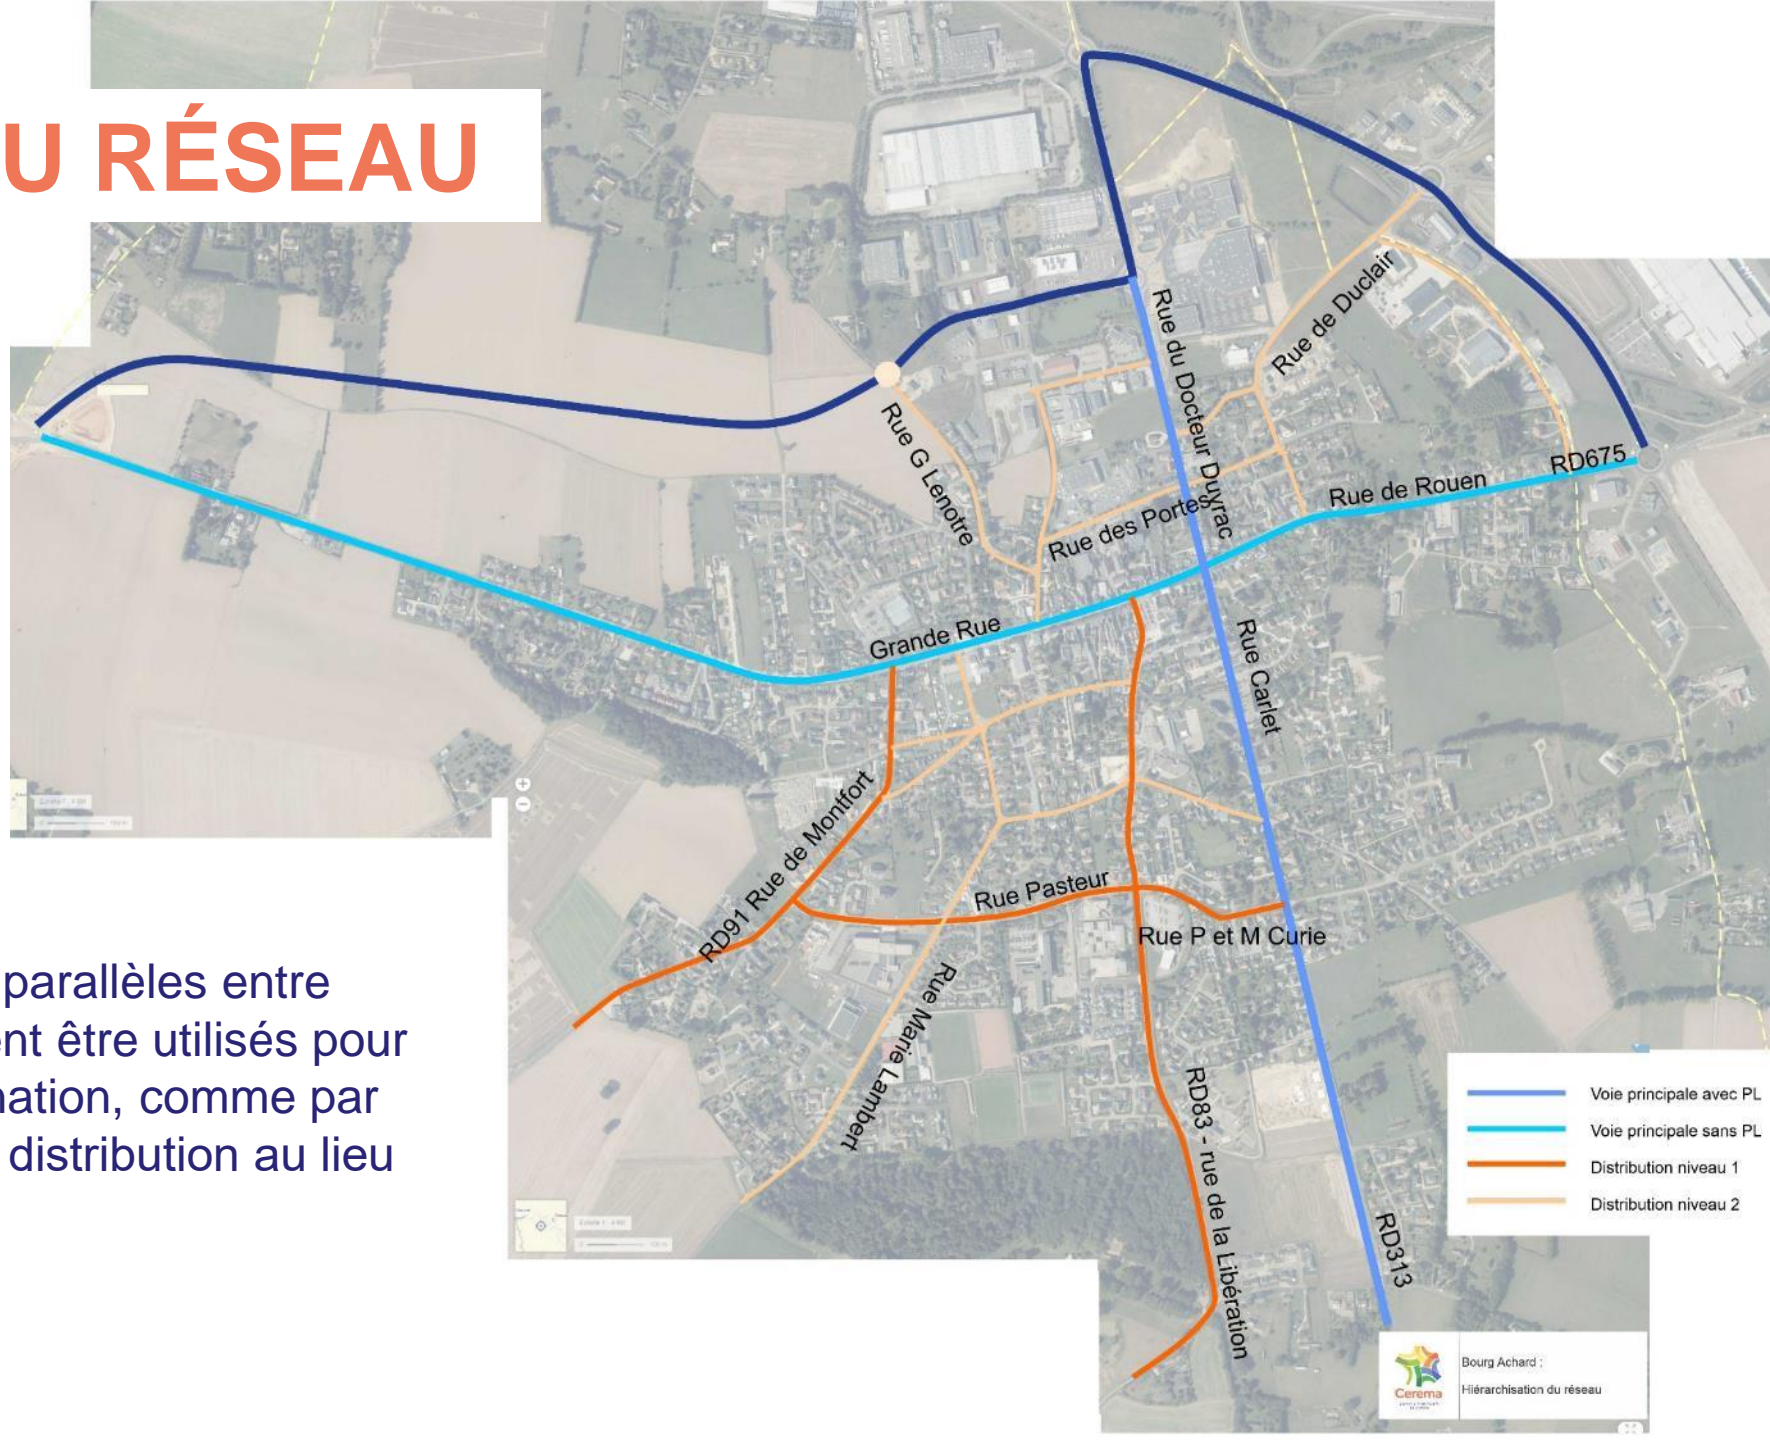 U RÉSEAU
Rue du Docteur Duvrac
Rue de Duclair
Rue G Lenotre
Rue des Portes
RD675
Rue de Rouen
Grande Rue
Rue Carlet
RD91 Rue de Montfort
Rue Pasteur
Rue P et M Curie
Rue Marie Lambert
RD83 - rue de la Libération
RD313
parallèles entre
nt être utilisés pour
nation, comme par
distribution au lieu
Voie principale avec PL
Voie principale sans PL
Distribution niveau 1
Distribution niveau 2
Cerema
Bourg Achard :
Hiérarchisation du réseau